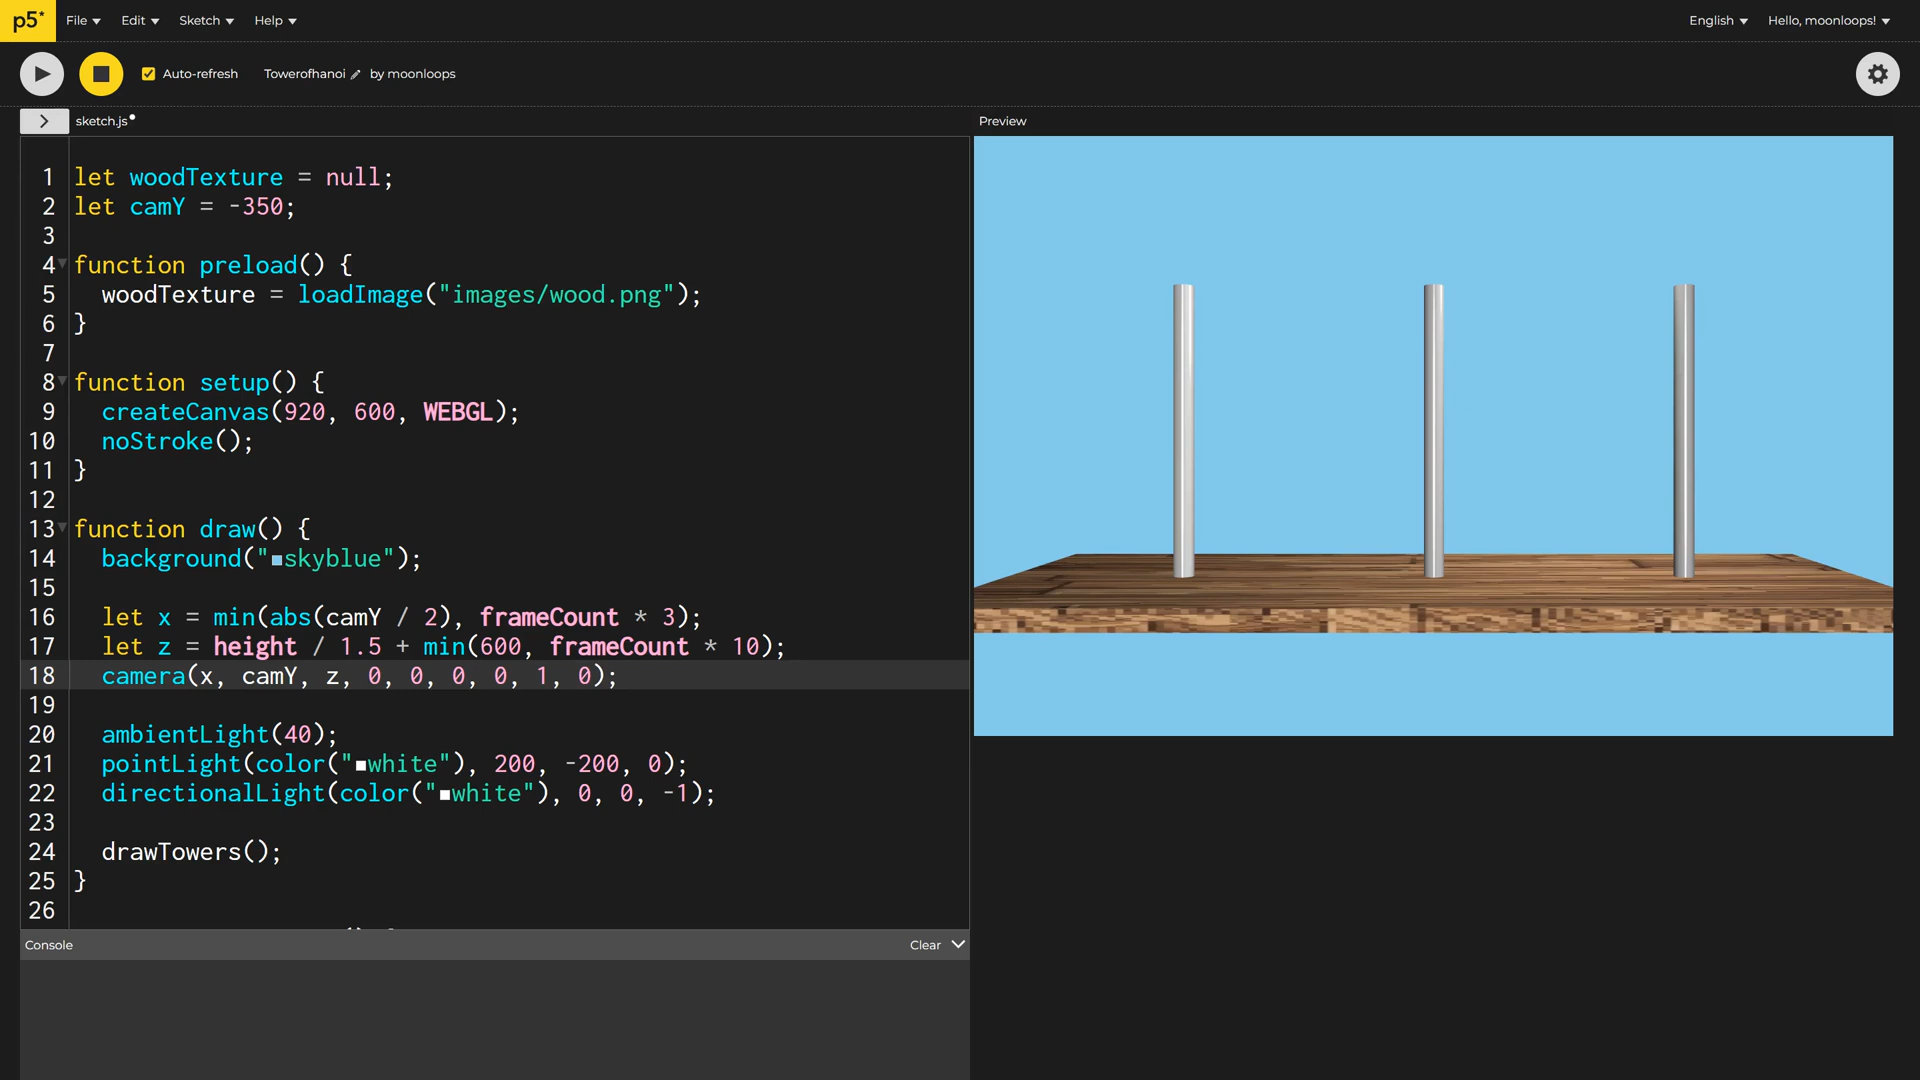 p5* File Edit Sketch Help English Hello, moonloops!
Auto-refresh Towerofhanoi by moonloops
sketch.js
Preview
1 let woodTexture = null;
2 let camY = -350;
3
4 function preload() {
5 woodTexture = loadImage("images/wood.png");
6 }
7
8 function setup() {
9 createCanvas(920, 600, WEBGL);
10 noStroke();
11 }
12
13 function draw() {
14 background("skyblue");
15
16 let x = min(abs(camY / 2), frameCount * 3);
17 let z = height / 1.5 + min(600, frameCount * 10);
18 camera(x, camY, z, 0, 0, 0, 0, 1, 0);
19
20 ambientLight(40);
21 pointLight(color("white"), 200, -200, 0);
22 directionalLight(color("white"), 0, 0, -1);
23
24 drawTowers();
25 }
26
Console Clear